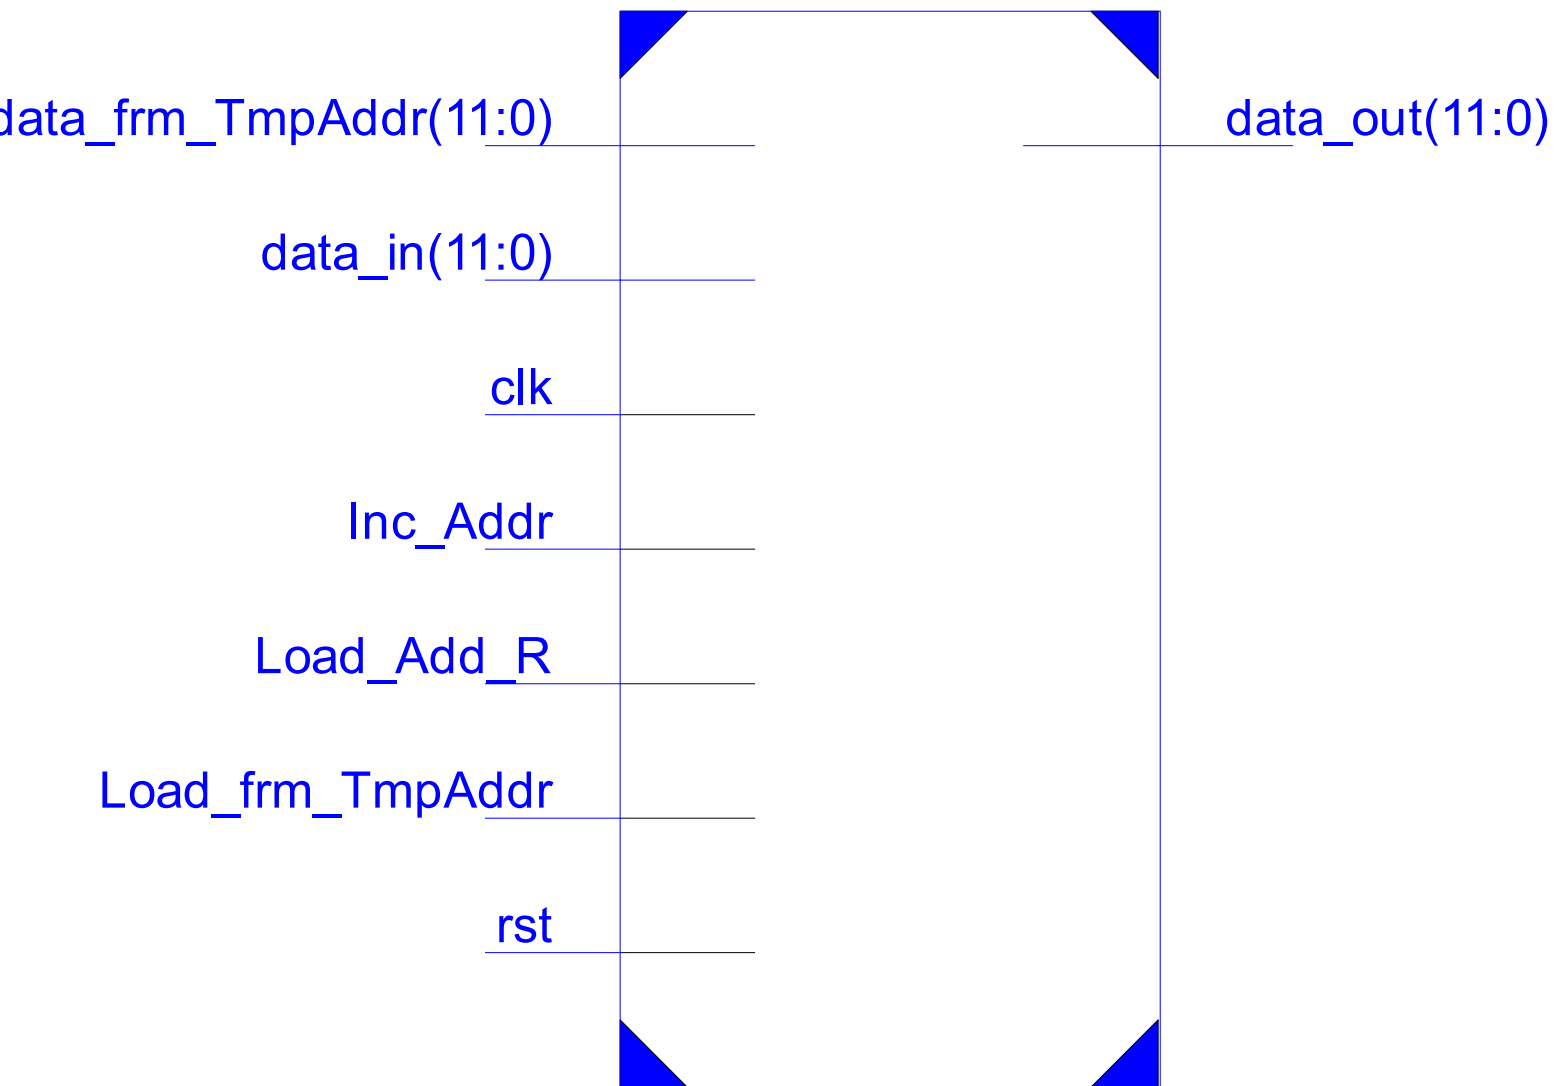 data_frm_TmpAddr(11:0)
data_out(11:0)
data_in(11:0)
clk
Inc_Addr
Load_Add_R
Load_frm_TmpAddr
rst